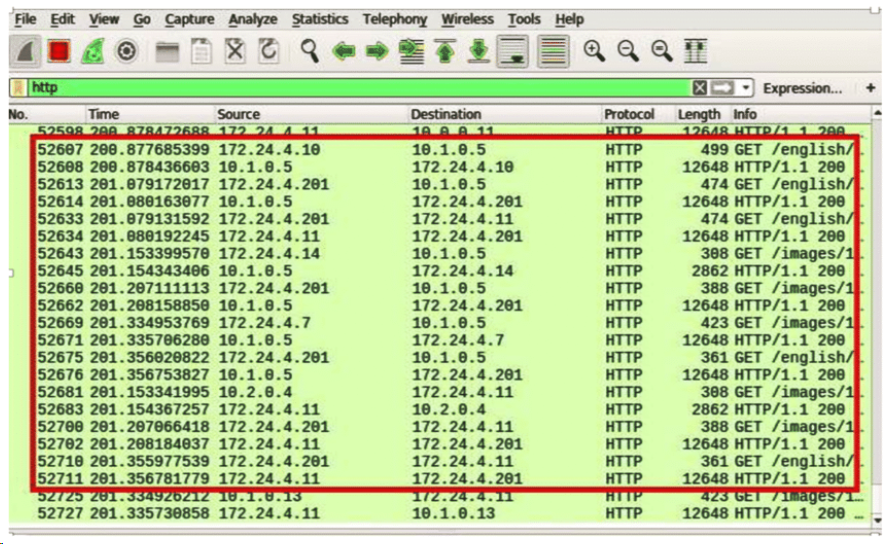 File Edit View Go Capture Analyze Statistics Telephony Wireless Tools Help
http Expression... +
No. Time Source Destination Protocol Length Info
52598 200.878472688 172.24.4.11 10.0.0.11 HTTP 12648 HTTP/1.1 200 …
52607 200.877685399 172.24.4.10 10.1.0.5 HTTP 499 GET /english/…
52608 200.878436603 10.1.0.5 172.24.4.10 HTTP 12648 HTTP/1.1 200 …
52613 201.079172017 172.24.4.201 10.1.0.5 HTTP 474 GET /english/…
52614 201.080163077 10.1.0.5 172.24.4.201 HTTP 12648 HTTP/1.1 200 …
52633 201.079131592 172.24.4.201 172.24.4.11 HTTP 474 GET /english/…
52634 201.080192245 172.24.4.11 172.24.4.201 HTTP 12648 HTTP/1.1 200 …
52643 201.153399570 172.24.4.14 10.1.0.5 HTTP 308 GET /images/1…
52645 201.154343406 10.1.0.5 172.24.4.14 HTTP 2862 HTTP/1.1 200 …
52660 201.207111113 172.24.4.201 10.1.0.5 HTTP 388 GET /images/1…
52662 201.208158850 10.1.0.5 172.24.4.201 HTTP 12648 HTTP/1.1 200 …
52669 201.334953769 172.24.4.7 10.1.0.5 HTTP 423 GET /images/1…
52671 201.335706280 10.1.0.5 172.24.4.7 HTTP 12648 HTTP/1.1 200 …
52675 201.356020822 172.24.4.201 10.1.0.5 HTTP 361 GET /english/…
52676 201.356753827 10.1.0.5 172.24.4.201 HTTP 12648 HTTP/1.1 200 …
52681 201.153341995 10.2.0.4 172.24.4.11 HTTP 308 GET /images/1…
52683 201.154367257 172.24.4.11 10.2.0.4 HTTP 2862 HTTP/1.1 200 …
52700 201.207066418 172.24.4.201 172.24.4.11 HTTP 388 GET /images/1…
52702 201.208184037 172.24.4.11 172.24.4.201 HTTP 12648 HTTP/1.1 200 …
52710 201.355977539 172.24.4.201 172.24.4.11 HTTP 361 GET /english/…
52711 201.356781779 172.24.4.11 172.24.4.201 HTTP 12648 HTTP/1.1 200 …
52725 201.334926212 10.1.0.13 172.24.4.11 HTTP 423 GET /images/1…
52727 201.335730858 172.24.4.11 10.1.0.13 HTTP 12648 HTTP/1.1 200 …